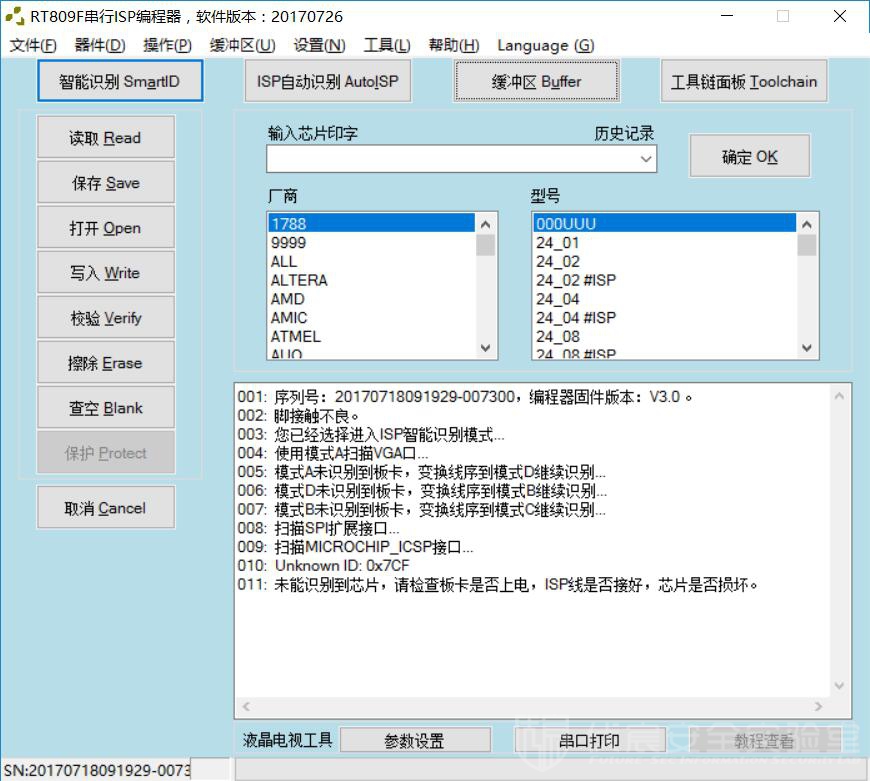 RT809F串行ISP编程器，软件版本：20170726
文件(F) 器件(D) 操作(P) 缓冲区(U) 设置(N) 工具(L) 帮助(H) Language (G)
智能识别 SmartID ISP自动识别 AutoISP 缓冲区 Buffer 工具链面板 Toolchain
读取 Read
保存 Save
打开 Open
写入 Write
校验 Verify
擦除 Erase
查空 Blank
保护 Protect
取消 Cancel
输入芯片印字 历史记录
确定 OK
厂商
1788
9999
ALL
ALTERA
AMD
AMIC
ATMEL
AUO
型号
000UUU
24_01
24_02
24_02 #ISP
24_04
24_04 #ISP
24_08
24_08 #ISP
001: 序列号：20170718091929-007300，编程器固件版本：V3.0 。
002: 脚接触不良。
003: 您已经选择进入ISP智能识别模式...
004: 使用模式A扫描VGA口...
005: 模式A未识别到板卡，变换线序到模式D继续识别...
006: 模式D未识别到板卡，变换线序到模式B继续识别...
007: 模式B未识别到板卡，变换线序到模式C继续识别...
008: 扫描SPI扩展接口...
009: 扫描MICROCHIP_ICSP接口...
010: Unknown ID: 0x7CF
011: 未能识别到芯片，请检查板卡是否上电，ISP线是否接好，芯片是否损坏。
液晶电视工具 参数设置 串口打印 教程查看
SN:20170718091929-0073